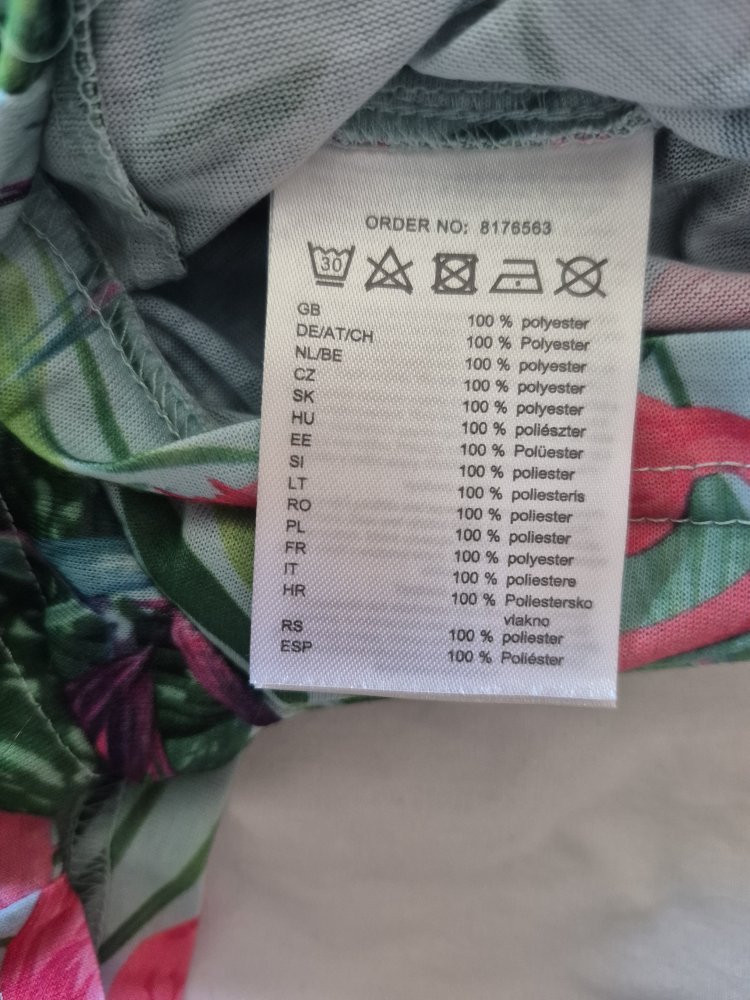 ORDER NO: 8176563
30
GB 100 % polyester
DE/AT/CH 100 % Polyester
NL/BE 100 % polyester
CZ 100 % polyester
SK 100 % polyester
HU 100 % poliészter
EE 100 % Polüester
SI 100 % poliester
LT 100 % poliesteris
RO 100 % poliester
PL 100 % poliester
FR 100 % polyester
IT 100 % poliestere
HR 100 % Poliestersko
vlakno
RS 100 % poliester
ESP 100 % Poliéster